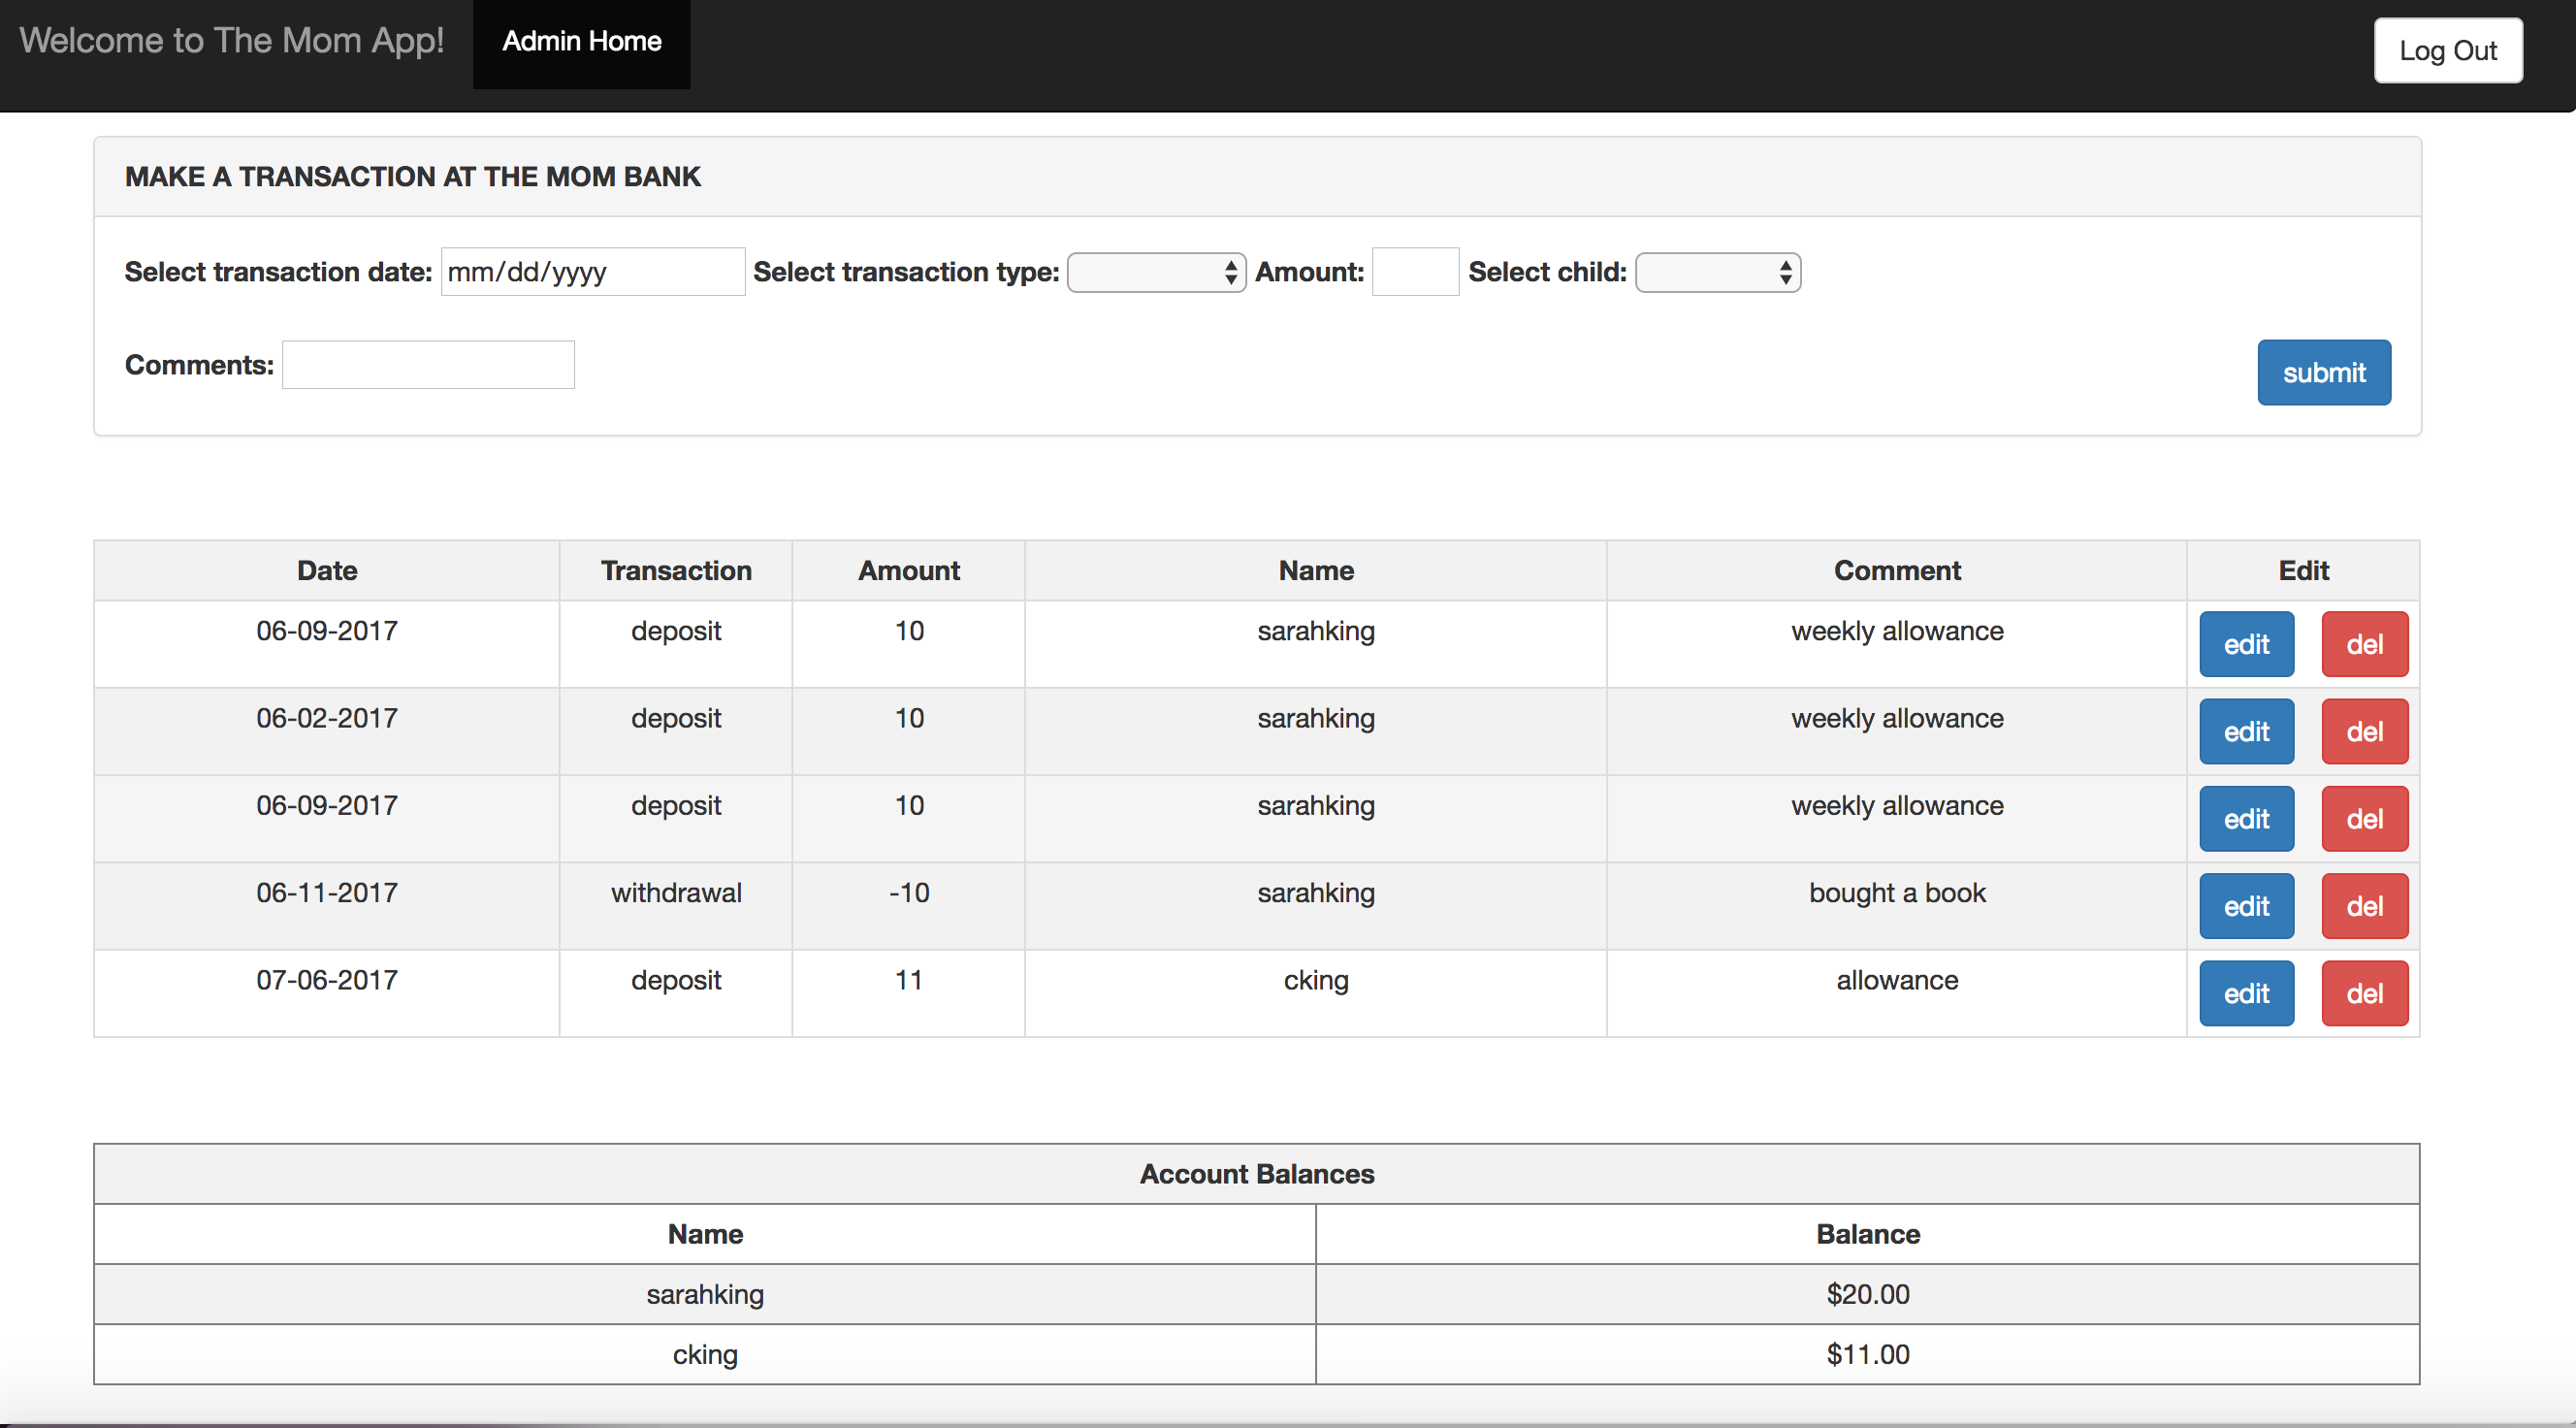 Welcome to The Mom App! Admin Home Log Out
MAKE A TRANSACTION AT THE MOM BANK
Select transaction date: mm/dd/yyyy Select transaction type: Amount: Select child:
Comments: submit
Date Transaction Amount Name Comment Edit
06-09-2017 deposit 10 sarahking weekly allowance edit del
06-02-2017 deposit 10 sarahking weekly allowance edit del
06-09-2017 deposit 10 sarahking weekly allowance edit del
06-11-2017 withdrawal -10 sarahking bought a book edit del
07-06-2017 deposit 11 cking allowance edit del
Account Balances
Name Balance
sarahking $20.00
cking $11.00